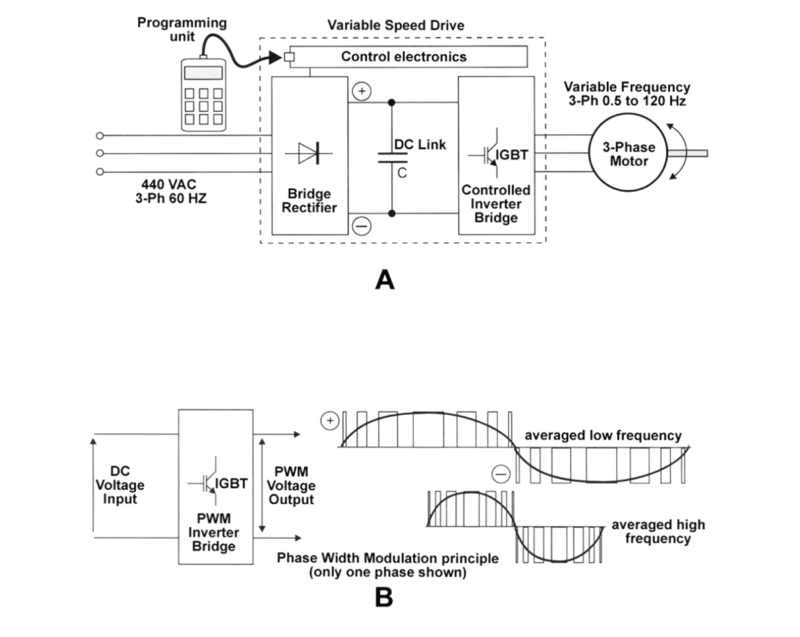 Programming
unit
Variable Speed Drive
Control electronics
Variable Frequency
3-Ph 0.5 to 120 Hz
+
DC Link
C
IGBT
3-Phase
Motor
440 VAC
3-Ph 60 HZ
Bridge
Rectifier
Controlled
Inverter
Bridge
−
A
+
averaged low frequency
−
DC
Voltage
Input
IGBT
PWM
Inverter
Bridge
PWM
Voltage
Output
averaged high
frequency
Phase Width Modulation principle
(only one phase shown)
B